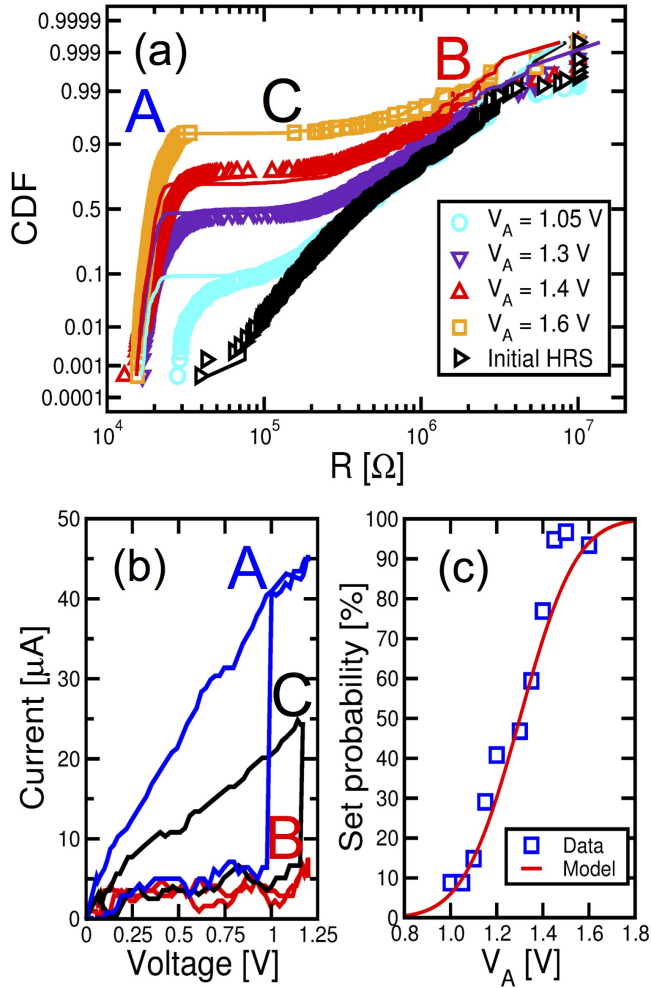 0.9999
0.999
0.99
0.9
0.5
0.1
0.01
0.001
0.0001
CDF
(a)
A
C
B
V_A = 1.05 V
V_A = 1.3 V
V_A = 1.4 V
V_A = 1.6 V
Initial HRS
10^4 10^5 10^6 10^7
R [Ω]
50
40
30
20
10
0
Current [μA]
(b)
A
C
B
0 0.25 0.5 0.75 1 1.25
Voltage [V]
100
90
80
70
60
50
40
30
20
10
0
Set probability [%]
(c)
Data
Model
0.8 1.0 1.2 1.4 1.6 1.8
V_A [V]